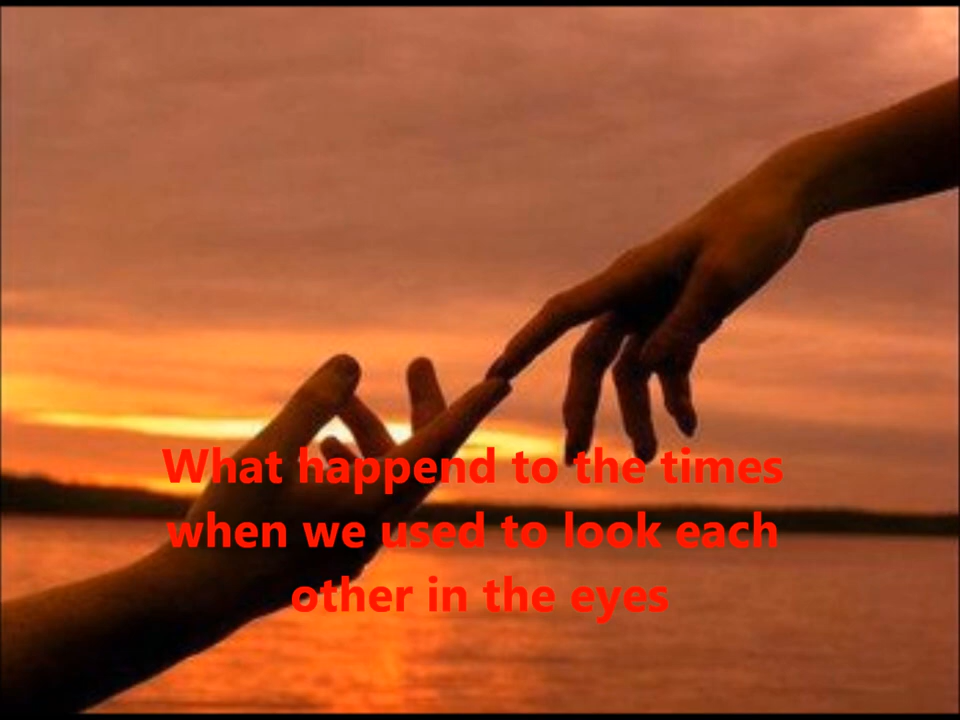 What happend to the times
when we used to look each
other in the eyes